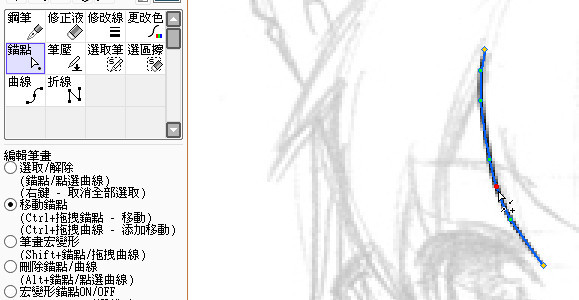 鋼筆 修正液 修改線 更改色
錨點 筆壓 選取筆 選區擦
曲線 折線
編輯筆畫
選取/解除
(錨點/點選曲線)
(右鍵 - 取消全部選取)
移動錨點
(Ctrl+拖拽錨點 - 移動)
(Ctrl+拖拽曲線 - 添加移動)
筆畫宏變形
(Shift+錨點/拖拽曲線)
刪除錨點/曲線
(Alt+錨點/點選曲線)
宏變形錨點ON/OFF